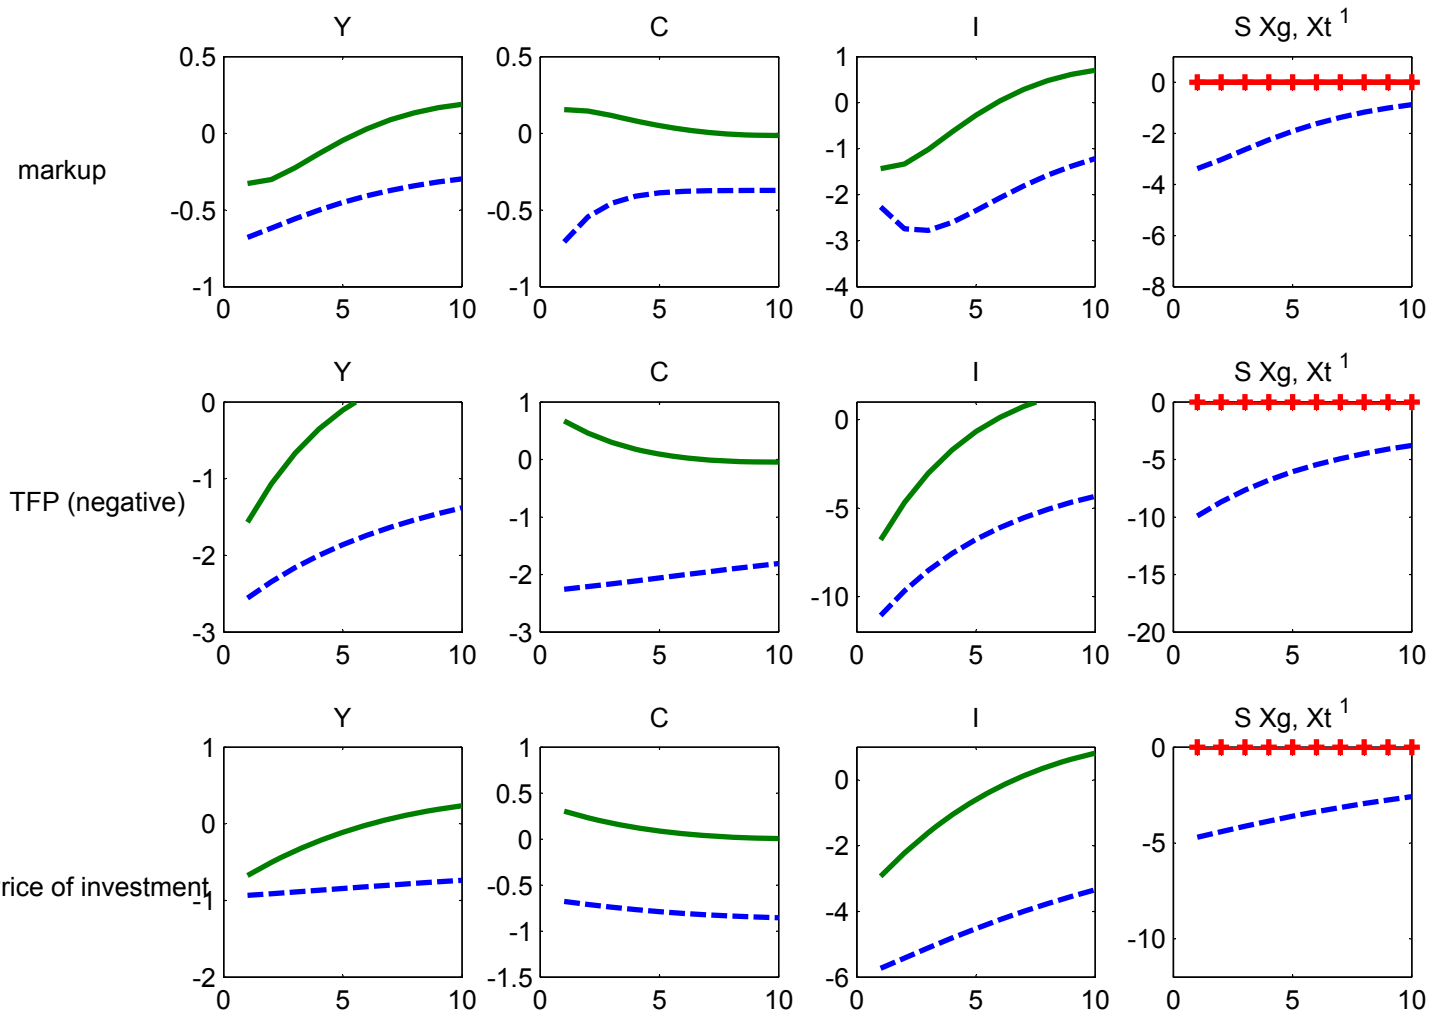 Y C I S Xg, Xt 1
0.5 0.5 1 0
0 0 0 -2
markup
-0.5 -0.5 -1 -4
-2
-3 -6
-1 -1 -4 -8
0 5 10 0 5 10 0 5 10 0 5 10
Y C I S Xg, Xt 1
0 1 0 0
-1 0 -5 -5
TFP (negative)
-1 -10
-2 -2 -10 -15
-3 -3 -20
0 5 10 0 5 10 0 5 10 0 5 10
Y C I S Xg, Xt 1
1 1 0 0
0.5
0 0 -2 -5
rice of investment
-1 -0.5 -4 -10
-1
-2 -1.5 -6
0 5 10 0 5 10 0 5 10 0 5 10